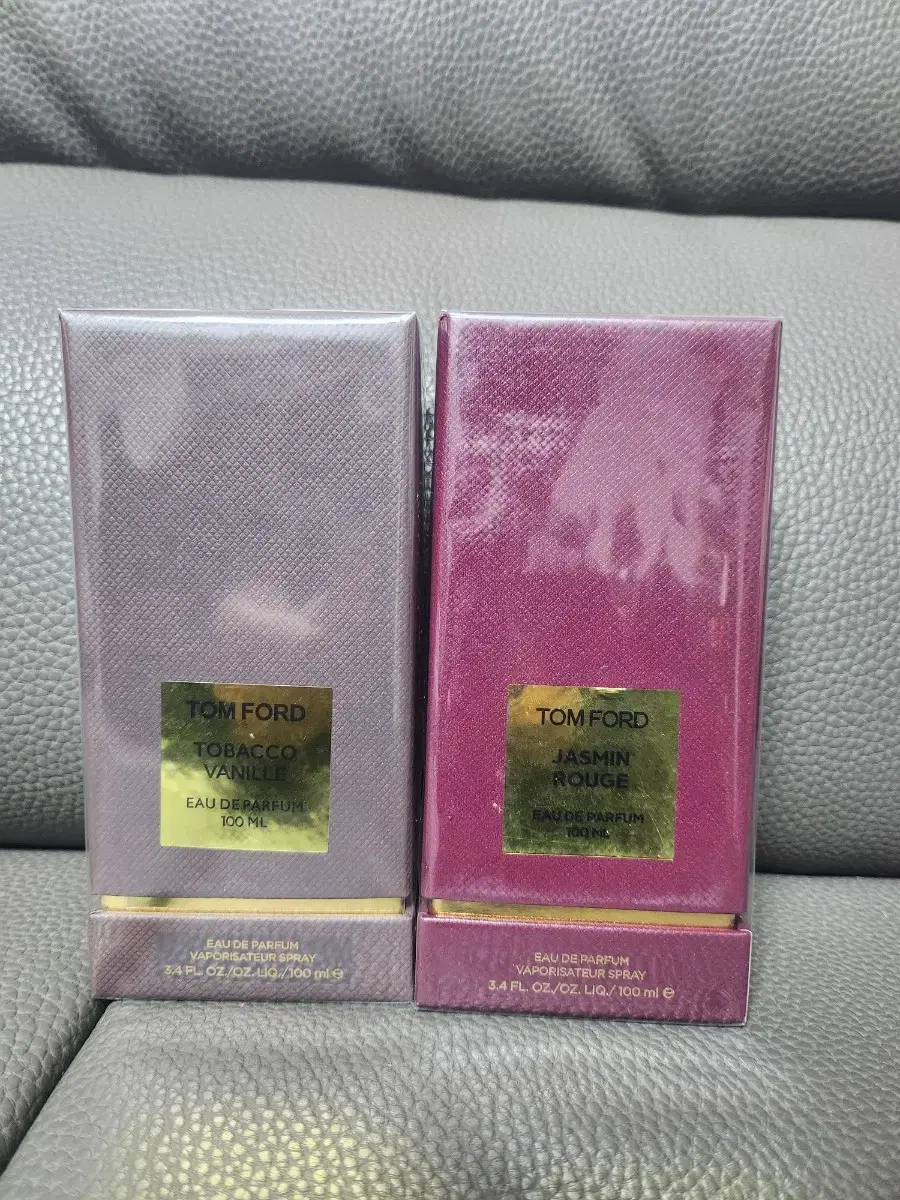 TOM FORD
TOBACCO
VANILLE
EAU DE PARFUM
100 ML
EAU DE PARFUM
VAPORISATEUR SPRAY
3.4 FL. OZ./OZ. LIQ./100 ml ℮
TOM FORD
JASMIN
ROUGE
EAU DE PARFUM
100 ML
EAU DE PARFUM
VAPORISATEUR SPRAY
3.4 FL. OZ./OZ. LIQ./100 ml ℮